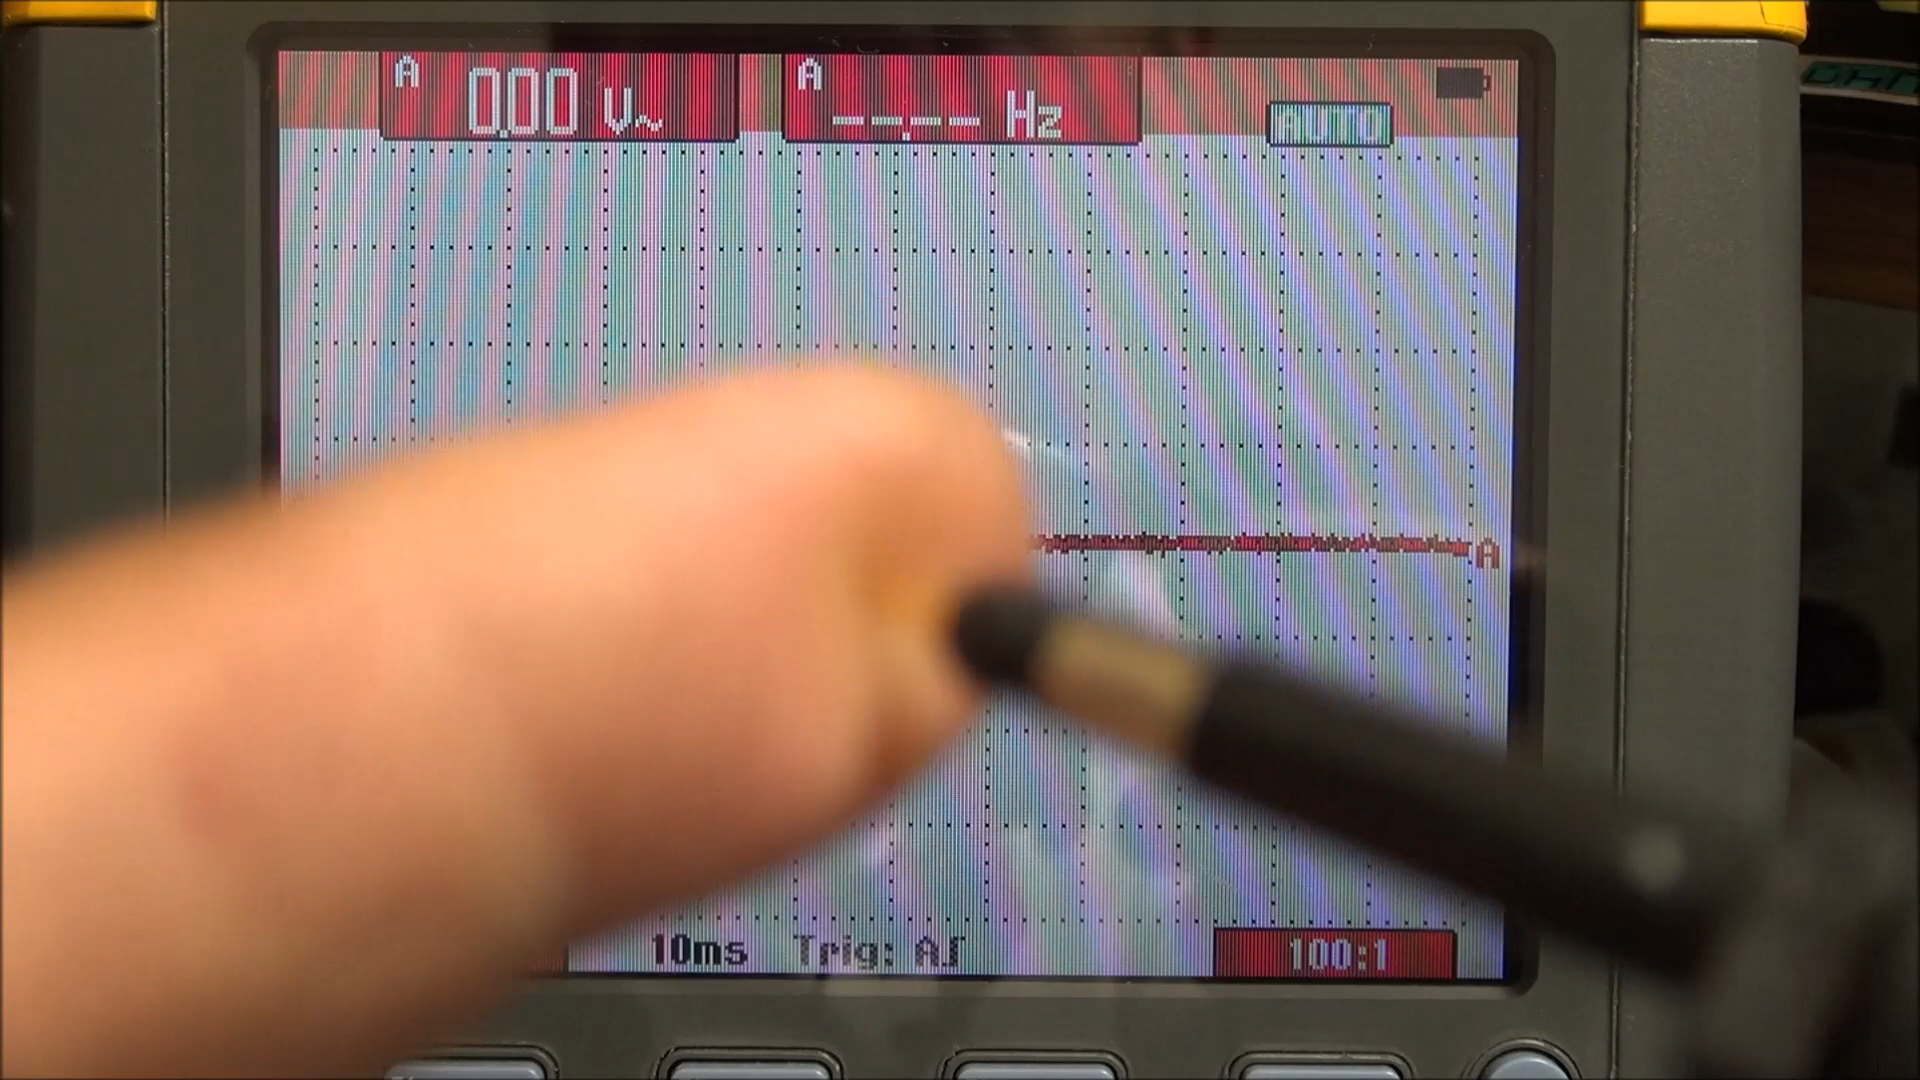 A 0.00 V~ A --.-- Hz
AUTO
A
10ms Trig: A∫ 100:1